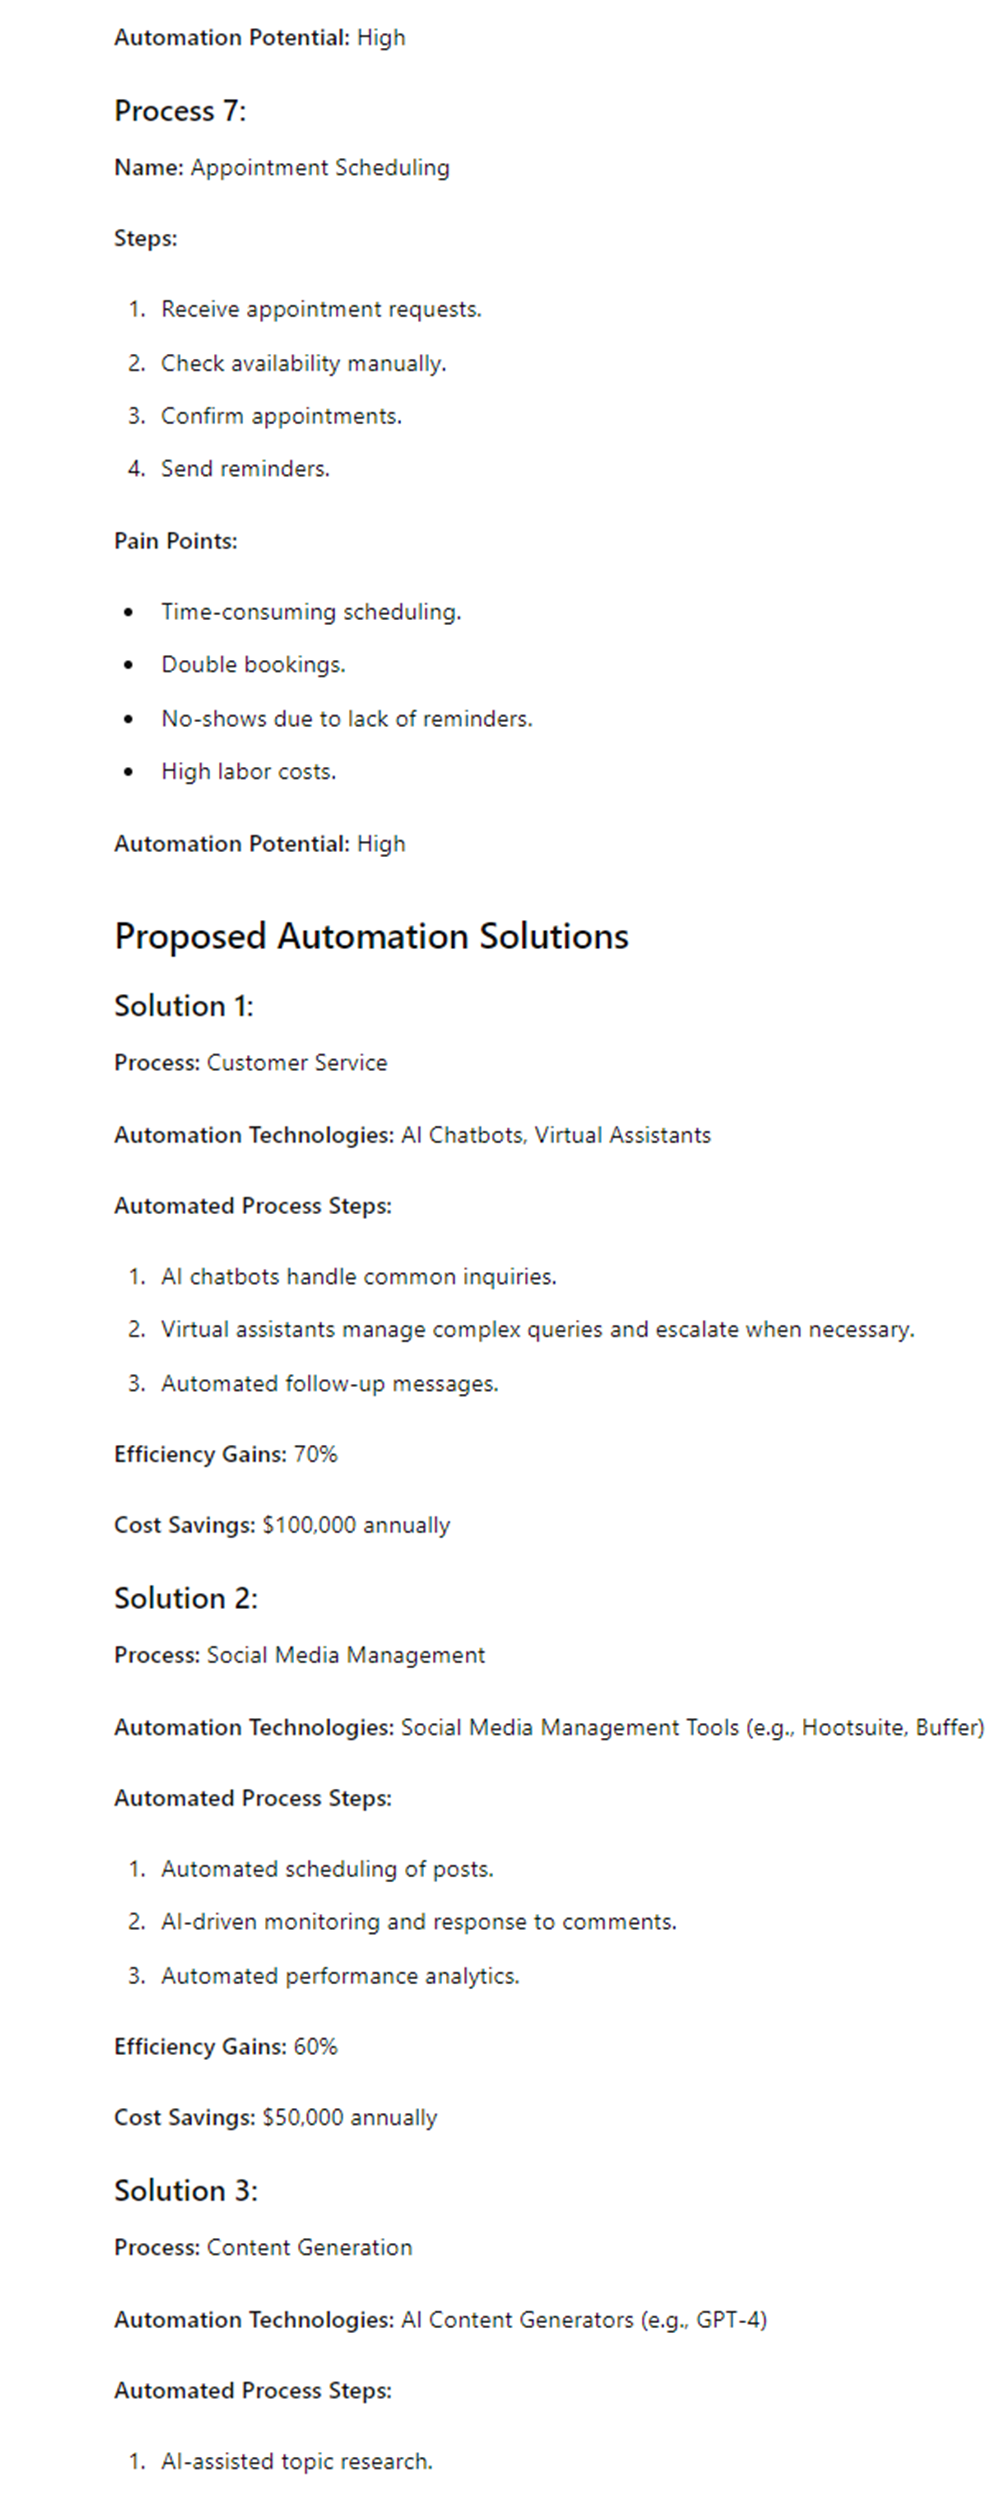 Automation Potential: High
Process 7:
Name: Appointment Scheduling
Steps:
1. Receive appointment requests.
2. Check availability manually.
3. Confirm appointments.
4. Send reminders.
Pain Points:
• Time-consuming scheduling.
• Double bookings.
• No-shows due to lack of reminders.
• High labor costs.
Automation Potential: High
Proposed Automation Solutions
Solution 1:
Process: Customer Service
Automation Technologies: AI Chatbots, Virtual Assistants
Automated Process Steps:
1. AI chatbots handle common inquiries.
2. Virtual assistants manage complex queries and escalate when necessary.
3. Automated follow-up messages.
Efficiency Gains: 70%
Cost Savings: $100,000 annually
Solution 2:
Process: Social Media Management
Automation Technologies: Social Media Management Tools (e.g., Hootsuite, Buffer)
Automated Process Steps:
1. Automated scheduling of posts.
2. AI-driven monitoring and response to comments.
3. Automated performance analytics.
Efficiency Gains: 60%
Cost Savings: $50,000 annually
Solution 3:
Process: Content Generation
Automation Technologies: AI Content Generators (e.g., GPT-4)
Automated Process Steps:
1. AI-assisted topic research.